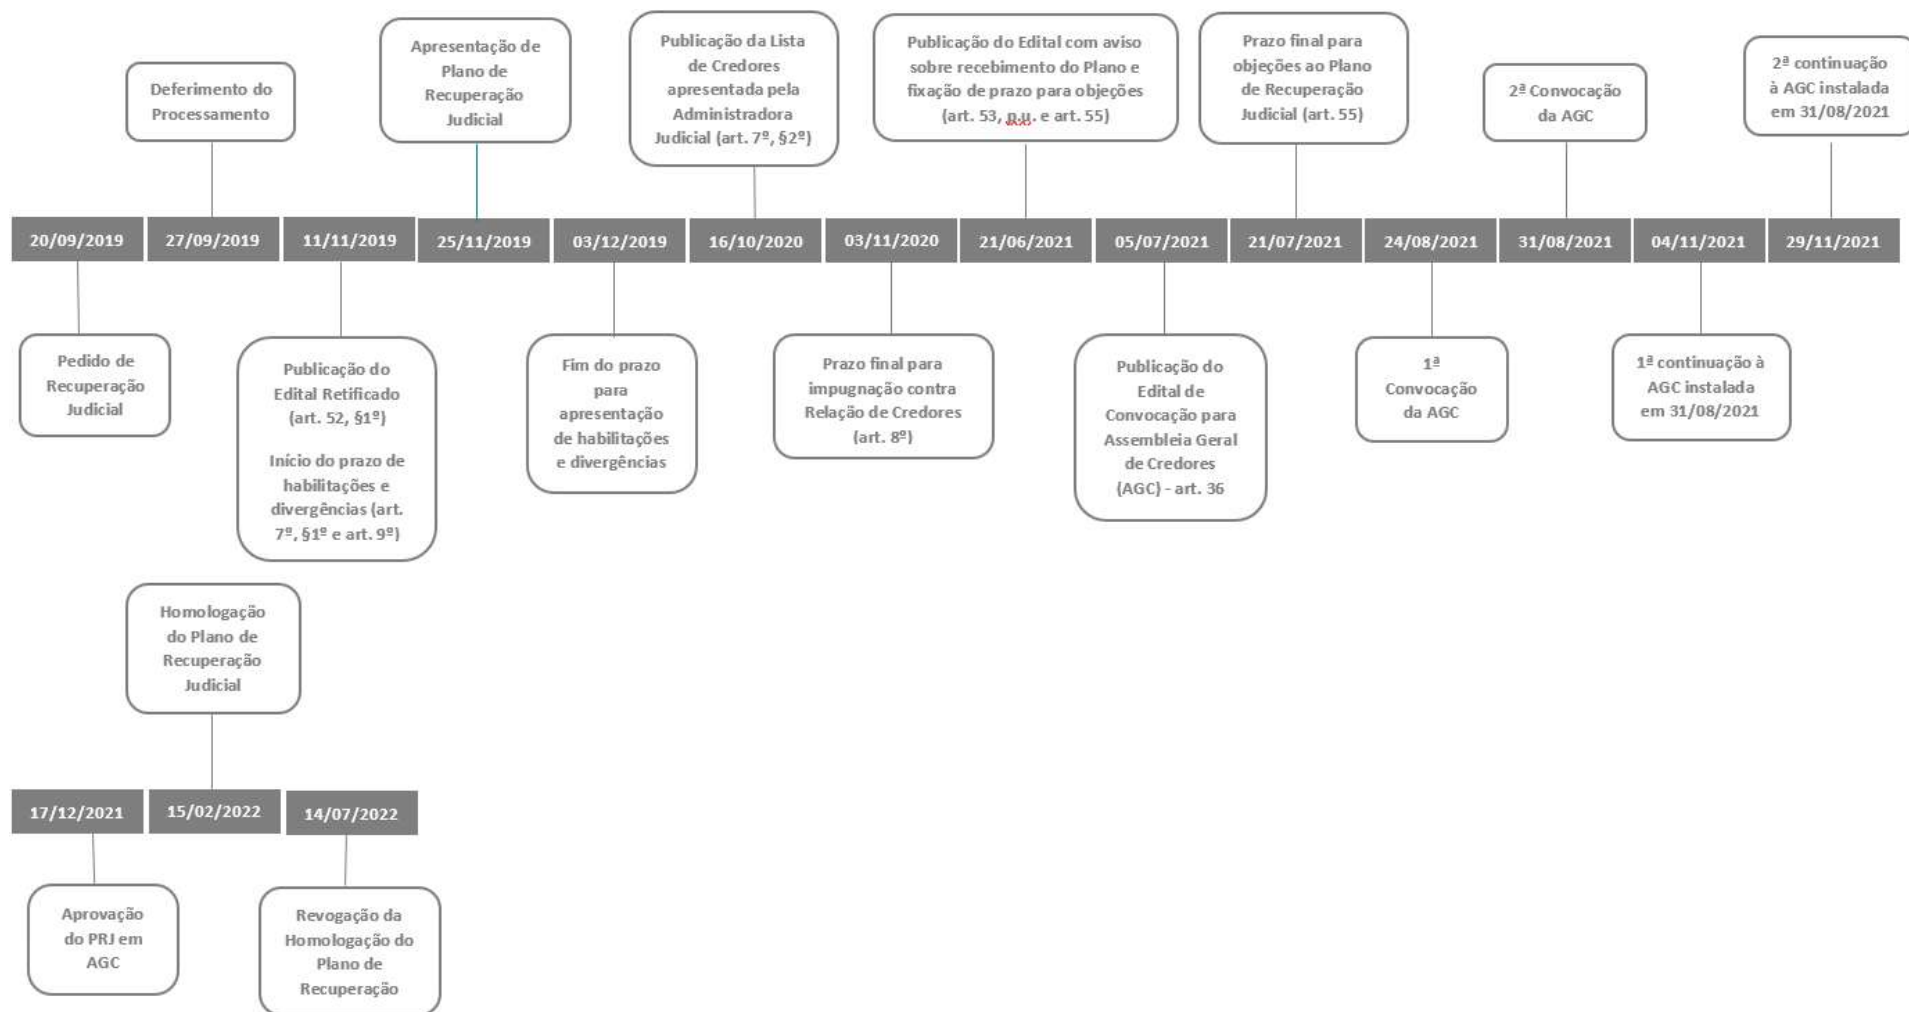 Deferimento do
Processamento
Apresentação de
Plano de
Recuperação
Judicial
Publicação da Lista
de Credores
apresentada pela
Administradora
Judicial (art. 7º, §2º)
Publicação do Edital com aviso
sobre recebimento do Plano e
fixação de prazo para objeções
(art. 53, p.u. e art. 55)
Prazo final para
objeções ao Plano
de Recuperação
Judicial (art. 55)
2ª Convocação
da AGC
2ª continuação
à AGC instalada
em 31/08/2021
20/09/2019
27/09/2019
11/11/2019
25/11/2019
03/12/2019
16/10/2020
03/11/2020
21/06/2021
05/07/2021
21/07/2021
24/08/2021
31/08/2021
04/11/2021
29/11/2021
Pedido de
Recuperação
Judicial
Publicação do
Edital Retificado
(art. 52, §1º)
Início do prazo de
habilitações e
divergências (art.
7º, §1º e art. 9º)
Fim do prazo
para
apresentação
de habilitações
e divergências
Prazo final para
impugnação contra
Relação de Credores
(art. 8º)
Publicação do
Edital de
Convocação para
Assembleia Geral
de Credores
(AGC) - art. 36
1ª
Convocação
da AGC
1ª continuação à
AGC instalada
em 31/08/2021
Homologação
do Plano de
Recuperação
Judicial
17/12/2021
15/02/2022
14/07/2022
Aprovação
do PRJ em
AGC
Revogação da
Homologação do
Plano de
Recuperação